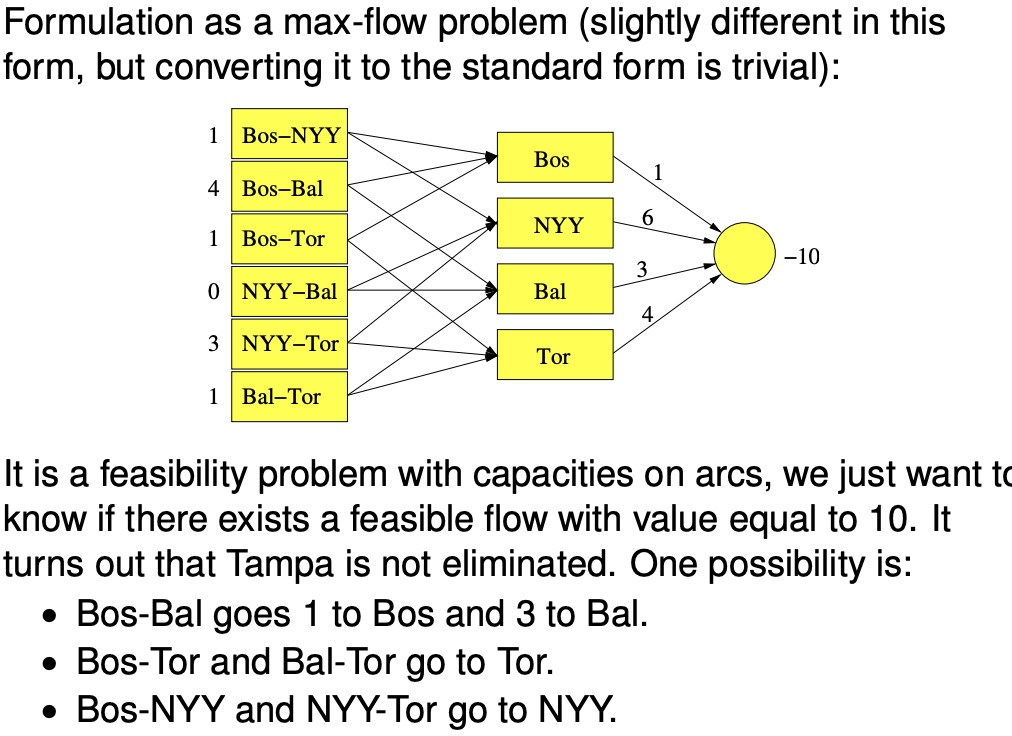 Formulation as a max-flow problem (slightly different in this
form, but converting it to the standard form is trivial):
1 Bos–NYY
4 Bos–Bal
1 Bos–Tor
0 NYY–Bal
3 NYY–Tor
1 Bal–Tor
Bos
NYY
Bal
Tor
1
6
3
4
–10
It is a feasibility problem with capacities on arcs, we just want to
know if there exists a feasible flow with value equal to 10. It
turns out that Tampa is not eliminated. One possibility is:
• Bos-Bal goes 1 to Bos and 3 to Bal.
• Bos-Tor and Bal-Tor go to Tor.
• Bos-NYY and NYY-Tor go to NYY.